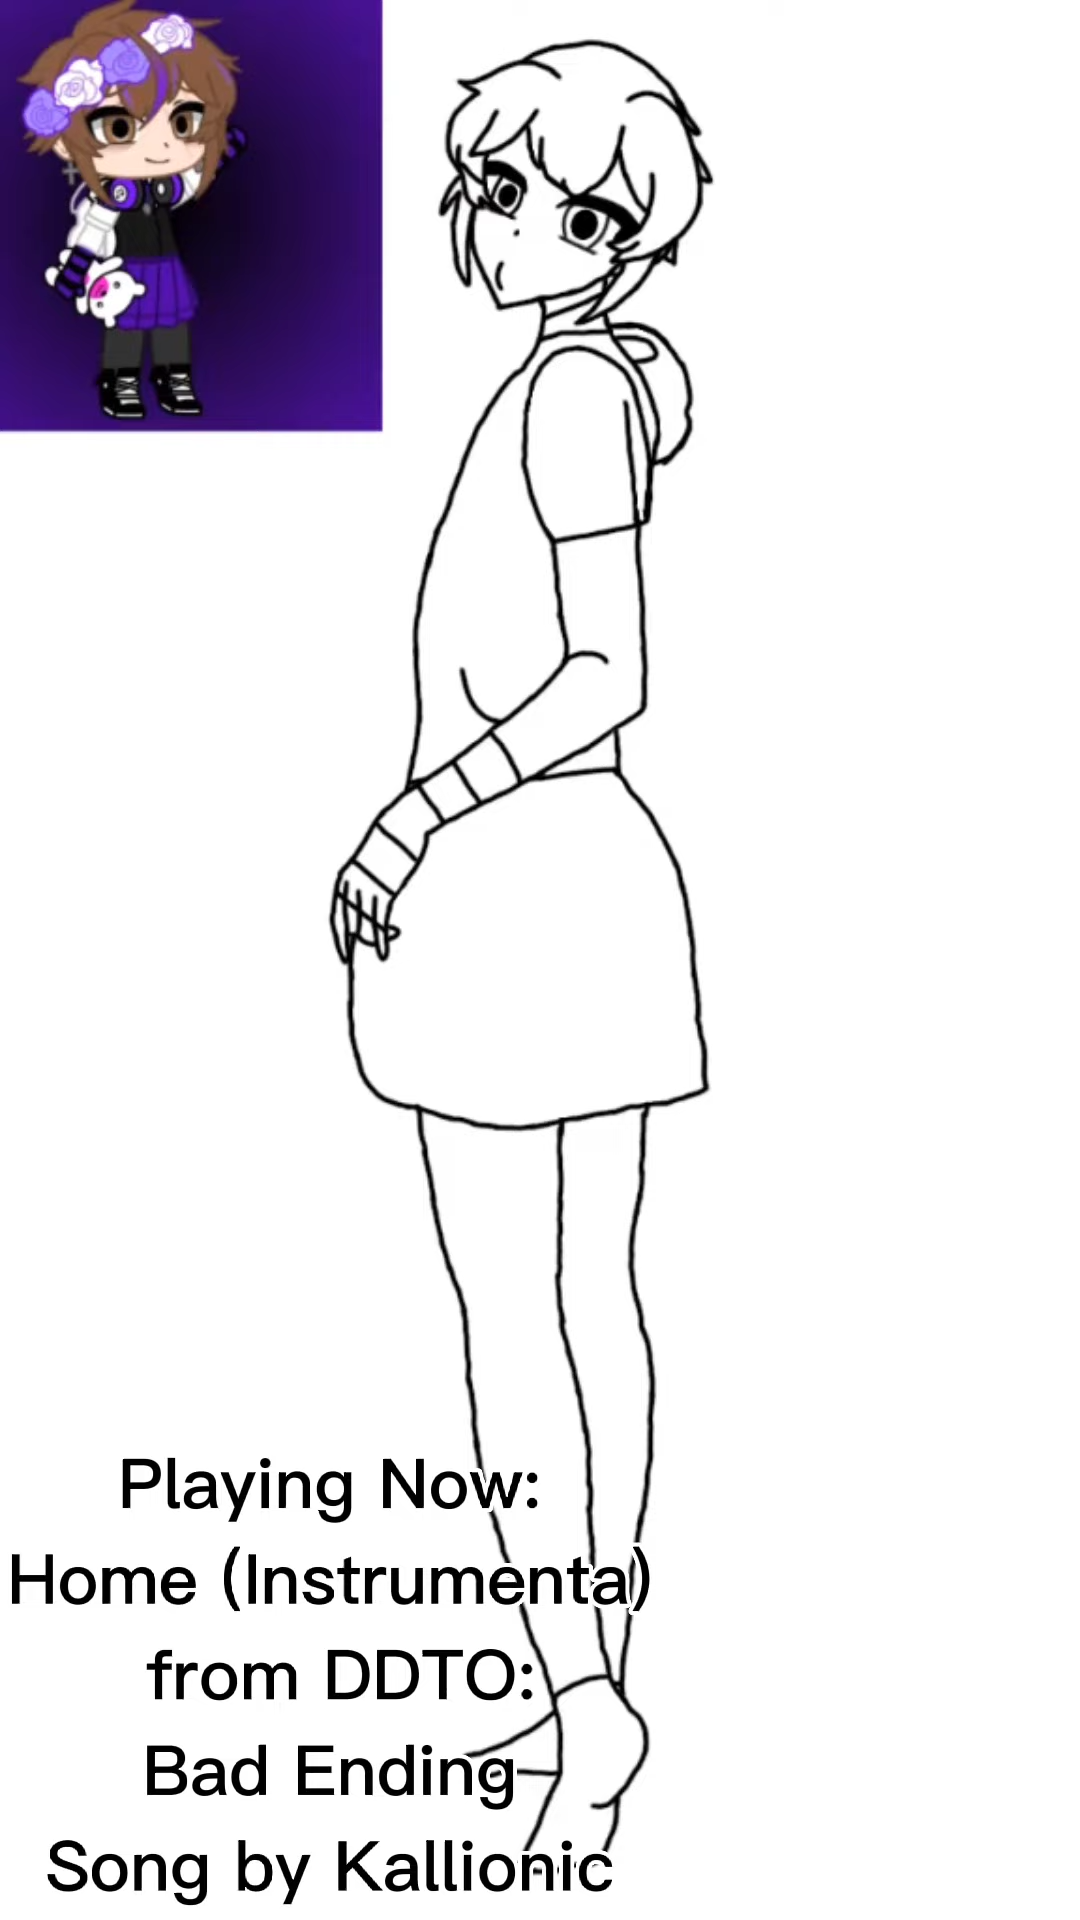 Playing Now:
Home (Instrumenta)
from DDTO:
Bad Ending
Song by Kallionic